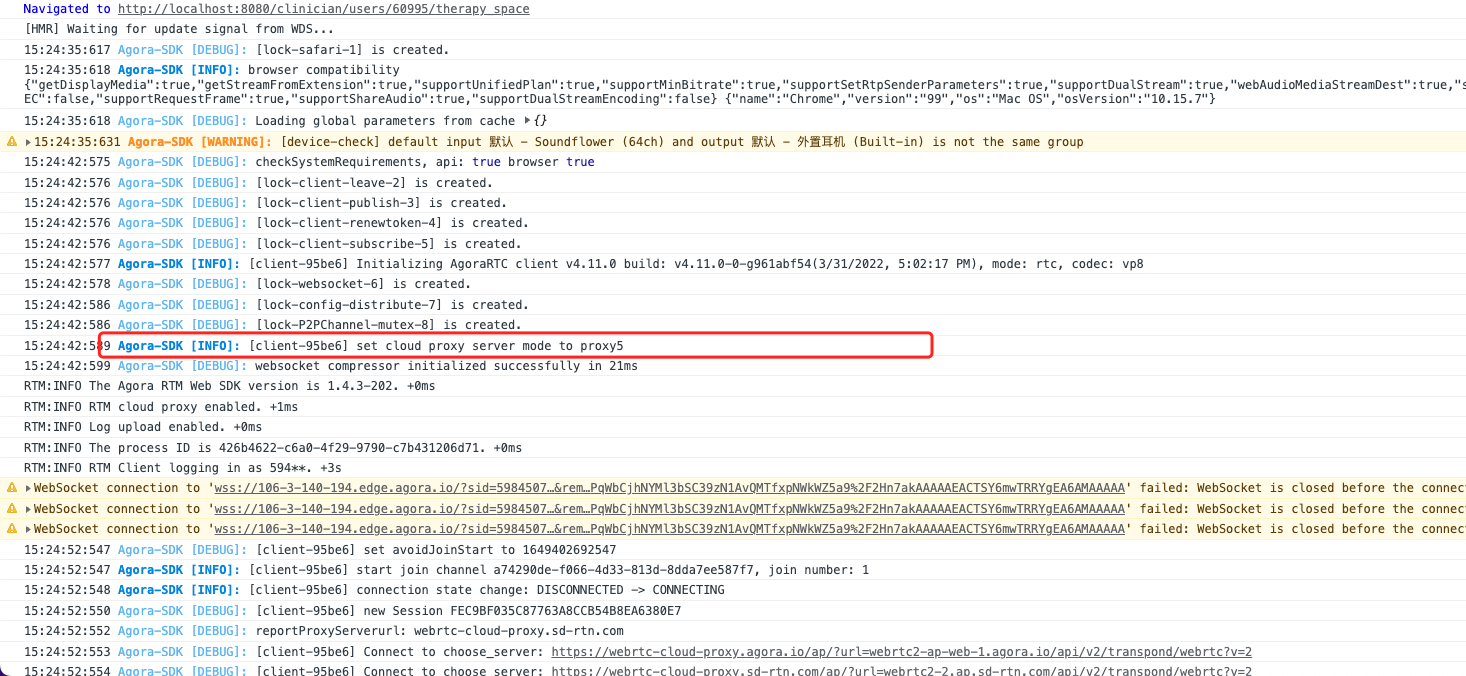 Navigated to http://localhost:8080/clinician/users/60995/therapy_space
[HMR] Waiting for update signal from WDS...
15:24:35:617 Agora-SDK [DEBUG]: [lock-safari-1] is created.
15:24:35:618 Agora-SDK [INFO]: browser compatibility
{"getDisplayMedia":true,"getStreamFromExtension":true,"supportUnifiedPlan":true,"supportMinBitrate":true,"supportSetRtpSenderParameters":true,"supportDualStream":true,"webAudioMediaStreamDest":true,"s
EC":false,"supportRequestFrame":true,"supportShareAudio":true,"supportDualStreamEncoding":false} {"name":"Chrome","version":"99","os":"Mac OS","osVersion":"10.15.7"}
15:24:35:618 Agora-SDK [DEBUG]: Loading global parameters from cache ▸ {}
15:24:35:631 Agora-SDK [WARNING]: [device-check] default input 默认 - Soundflower (64ch) and output 默认 - 外置耳机 (Built-in) is not the same group
15:24:42:575 Agora-SDK [DEBUG]: checkSystemRequirements, api: true browser true
15:24:42:576 Agora-SDK [DEBUG]: [lock-client-leave-2] is created.
15:24:42:576 Agora-SDK [DEBUG]: [lock-client-publish-3] is created.
15:24:42:576 Agora-SDK [DEBUG]: [lock-client-renewtoken-4] is created.
15:24:42:576 Agora-SDK [DEBUG]: [lock-client-subscribe-5] is created.
15:24:42:577 Agora-SDK [INFO]: [client-95be6] Initializing AgoraRTC client v4.11.0 build: v4.11.0-0-g961abf54(3/31/2022, 5:02:17 PM), mode: rtc, codec: vp8
15:24:42:578 Agora-SDK [DEBUG]: [lock-websocket-6] is created.
15:24:42:586 Agora-SDK [DEBUG]: [lock-config-distribute-7] is created.
15:24:42:586 Agora-SDK [DEBUG]: [lock-P2PChannel-mutex-8] is created.
15:24:42:589 Agora-SDK [INFO]: [client-95be6] set cloud proxy server mode to proxy5
15:24:42:599 Agora-SDK [DEBUG]: websocket compressor initialized successfully in 21ms
RTM:INFO The Agora RTM Web SDK version is 1.4.3-202. +0ms
RTM:INFO RTM cloud proxy enabled. +1ms
RTM:INFO Log upload enabled. +0ms
RTM:INFO The process ID is 426b4622-c6a0-4f29-9790-c7b431206d71. +0ms
RTM:INFO RTM Client logging in as 594**. +3s
WebSocket connection to 'wss://106-3-140-194.edge.agora.io/?sid=5984507…&rem…PqWbCjhNYMl3bSC39zN1AvQMTfxpNWkWZ5a9%2F2Hn7akAAAAAEACTSY6mwTRRYgEA6AMAAAAA' failed: WebSocket is closed before the connec
WebSocket connection to 'wss://106-3-140-194.edge.agora.io/?sid=5984507…&rem…PqWbCjhNYMl3bSC39zN1AvQMTfxpNWkWZ5a9%2F2Hn7akAAAAAEACTSY6mwTRRYgEA6AMAAAAA' failed: WebSocket is closed before the connec
WebSocket connection to 'wss://106-3-140-194.edge.agora.io/?sid=5984507…&rem…PqWbCjhNYMl3bSC39zN1AvQMTfxpNWkWZ5a9%2F2Hn7akAAAAAEACTSY6mwTRRYgEA6AMAAAAA' failed: WebSocket is closed before the connec
15:24:52:547 Agora-SDK [DEBUG]: [client-95be6] set avoidJoinStart to 1649402692547
15:24:52:547 Agora-SDK [INFO]: [client-95be6] start join channel a74290de-f066-4d33-813d-8dda7ee587f7, join number: 1
15:24:52:548 Agora-SDK [INFO]: [client-95be6] connection state change: DISCONNECTED -> CONNECTING
15:24:52:550 Agora-SDK [DEBUG]: [client-95be6] new Session FEC9BF035C87763A8CCB54B8EA6380E7
15:24:52:552 Agora-SDK [DEBUG]: reportProxyServerurl: webrtc-cloud-proxy.sd-rtn.com
15:24:52:553 Agora-SDK [DEBUG]: [client-95be6] Connect to choose_server: https://webrtc-cloud-proxy.agora.io/ap/?url=webrtc2-ap-web-1.agora.io/api/v2/transpond/webrtc?v=2
15:24:52:554 Agora-SDK [DEBUG]: [client-95be6] Connect to choose_server: https://webrtc-cloud-proxy.sd-rtn.com/ap/?url=webrtc2-2.ap.sd-rtn.com/api/v2/transpond/webrtc?v=2